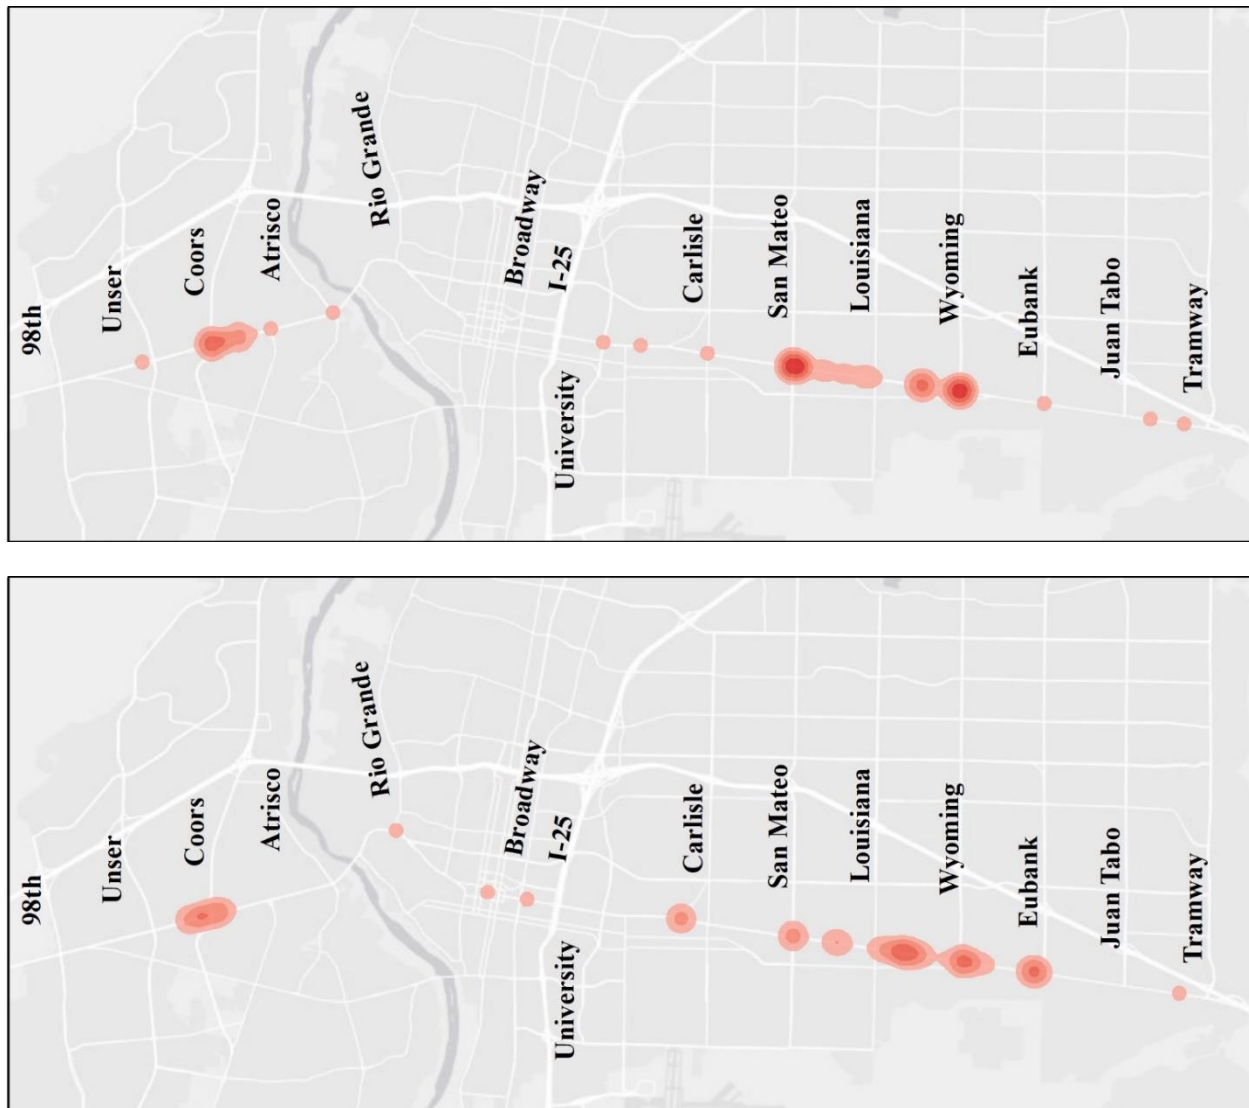 98th
Unser
Coors
Atrisco
Rio Grande
Broadway
I-25
University
Carlisle
San Mateo
Louisiana
Wyoming
Eubank
Juan Tabo
Tramway
98th
Unser
Coors
Atrisco
Rio Grande
Broadway
I-25
University
Carlisle
San Mateo
Louisiana
Wyoming
Eubank
Juan Tabo
Tramway